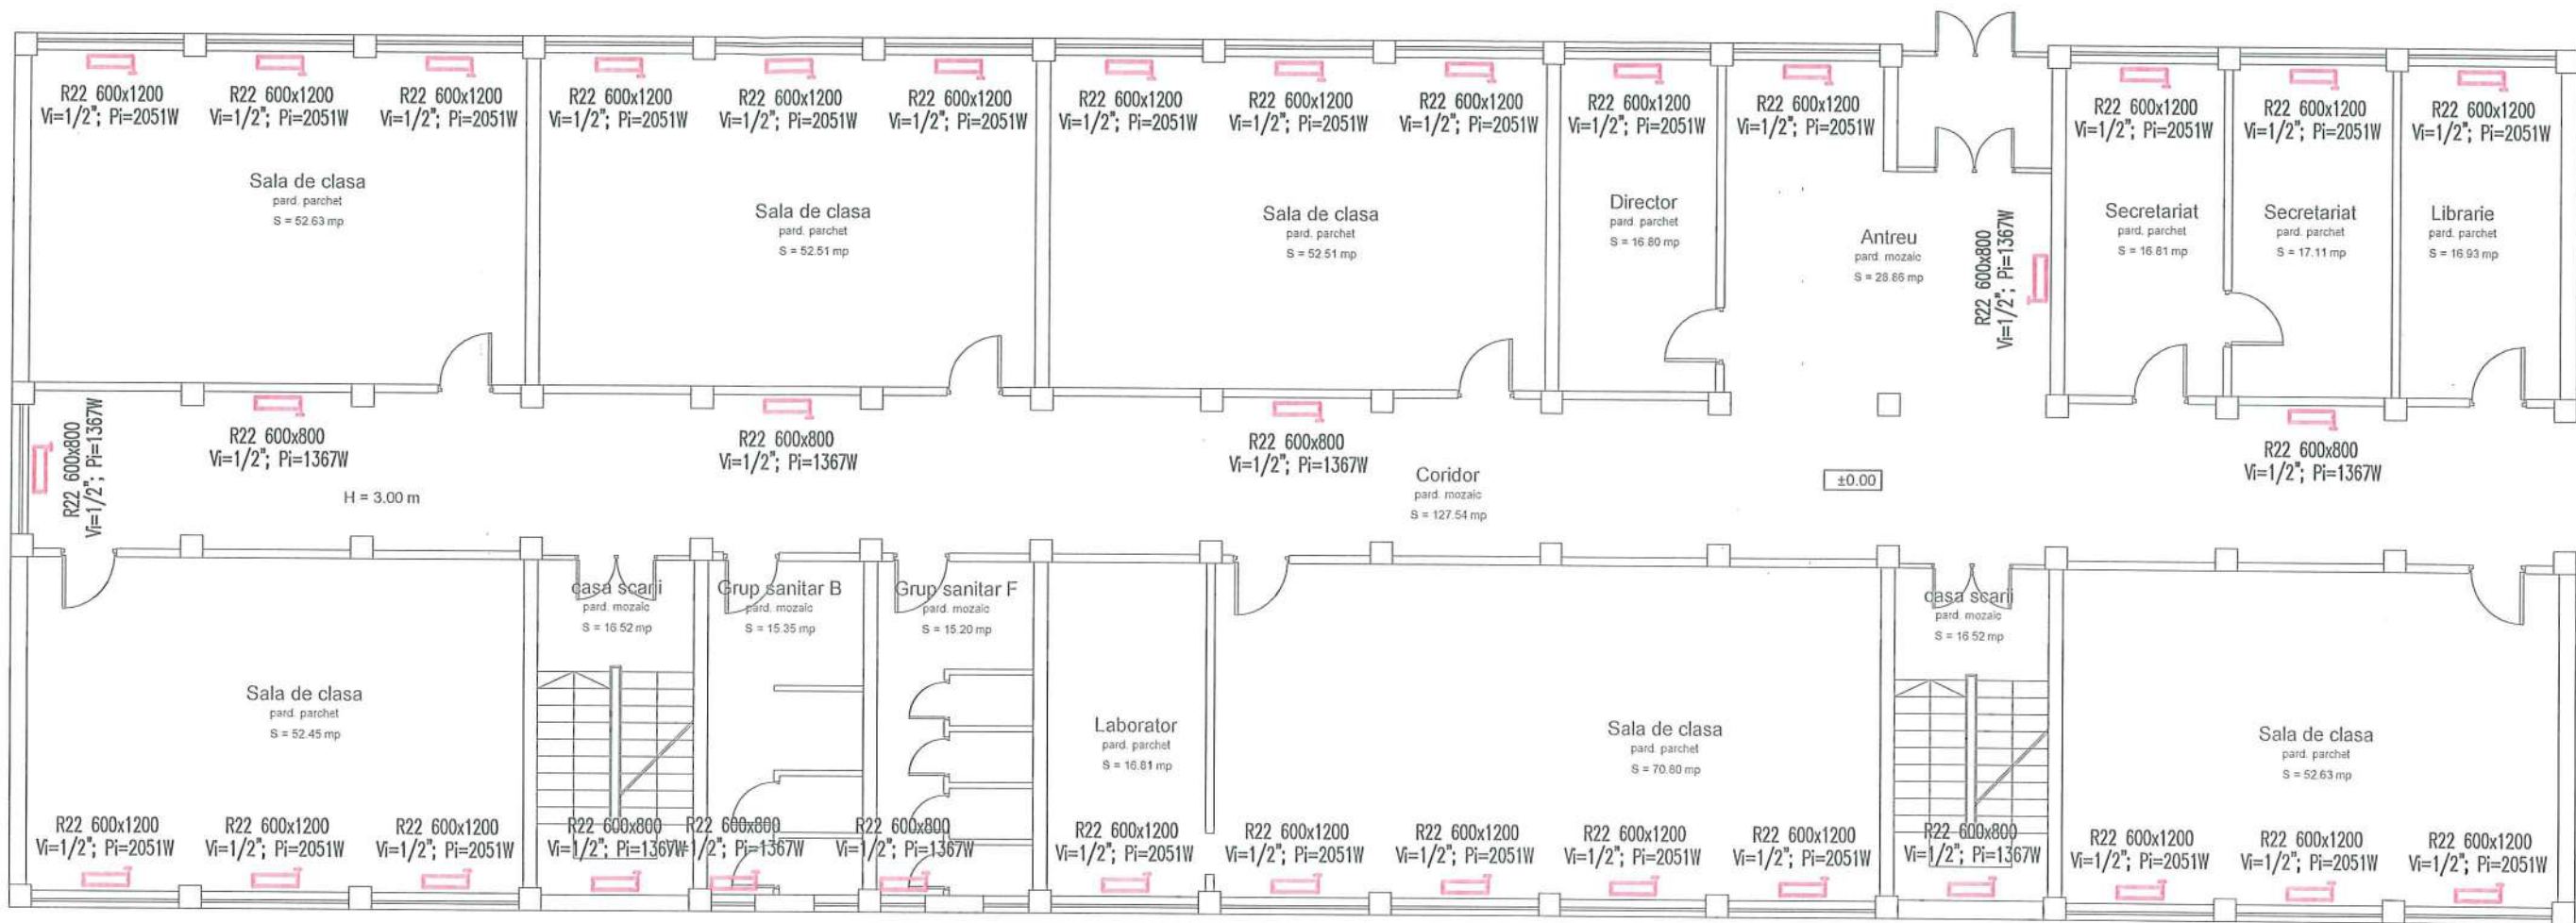 R22 600x1200
Vi=1/2"; Pi=2051W
R22 600x1200
Vi=1/2"; Pi=2051W
R22 600x1200
Vi=1/2"; Pi=2051W
R22 600x1200
Vi=1/2"; Pi=2051W
R22 600x1200
Vi=1/2"; Pi=2051W
R22 600x1200
Vi=1/2"; Pi=2051W
R22 600x1200
Vi=1/2"; Pi=2051W
R22 600x1200
Vi=1/2"; Pi=2051W
R22 600x1200
Vi=1/2"; Pi=2051W
R22 600x1200
Vi=1/2"; Pi=2051W
R22 600x1200
Vi=1/2"; Pi=2051W
R22 600x1200
Vi=1/2"; Pi=2051W
R22 600x1200
Vi=1/2"; Pi=2051W
R22 600x1200
Vi=1/2"; Pi=2051W
Sala de clasa
pard. parchet
S = 52.63 mp
Sala de clasa
pard. parchet
S = 52.51 mp
Sala de clasa
pard. parchet
S = 52.51 mp
Director
pard. parchet
S = 16.80 mp
Antreu
pard. mozaic
S = 28.86 mp
R22 600x800
Vi=1/2"; Pi=1367W
Secretariat
pard. parchet
S = 16.81 mp
Secretariat
pard. parchet
S = 17.11 mp
Librarie
pard. parchet
S = 16.93 mp
R22 600x800
Vi=1/2"; Pi=1367W
R22 600x800
Vi=1/2"; Pi=1367W
R22 600x800
Vi=1/2"; Pi=1367W
R22 600x800
Vi=1/2"; Pi=1367W
R22 600x800
Vi=1/2"; Pi=1367W
H = 3.00 m
Coridor
pard. mozaic
S = 127.54 mp
±0.00
casa scarii
pard. mozaic
S = 16.52 mp
Grup sanitar B
pard. mozaic
S = 15.35 mp
Grup sanitar F
pard. mozaic
S = 15.20 mp
casa scarii
pard. mozaic
S = 16.52 mp
Sala de clasa
pard. parchet
S = 52.45 mp
Laborator
pard. parchet
S = 16.81 mp
Sala de clasa
pard. parchet
S = 70.80 mp
Sala de clasa
pard. parchet
S = 52.63 mp
R22 600x1200
Vi=1/2"; Pi=2051W
R22 600x1200
Vi=1/2"; Pi=2051W
R22 600x1200
Vi=1/2"; Pi=2051W
R22 600x800
Vi=1/2"; Pi=1367W
R22 600x800
Vi=1/2"; Pi=1367W
R22 600x800
Vi=1/2"; Pi=1367W
R22 600x1200
Vi=1/2"; Pi=2051W
R22 600x1200
Vi=1/2"; Pi=2051W
R22 600x1200
Vi=1/2"; Pi=2051W
R22 600x1200
Vi=1/2"; Pi=2051W
R22 600x1200
Vi=1/2"; Pi=2051W
R22 600x800
Vi=1/2"; Pi=1367W
R22 600x1200
Vi=1/2"; Pi=2051W
R22 600x1200
Vi=1/2"; Pi=2051W
R22 600x1200
Vi=1/2"; Pi=2051W